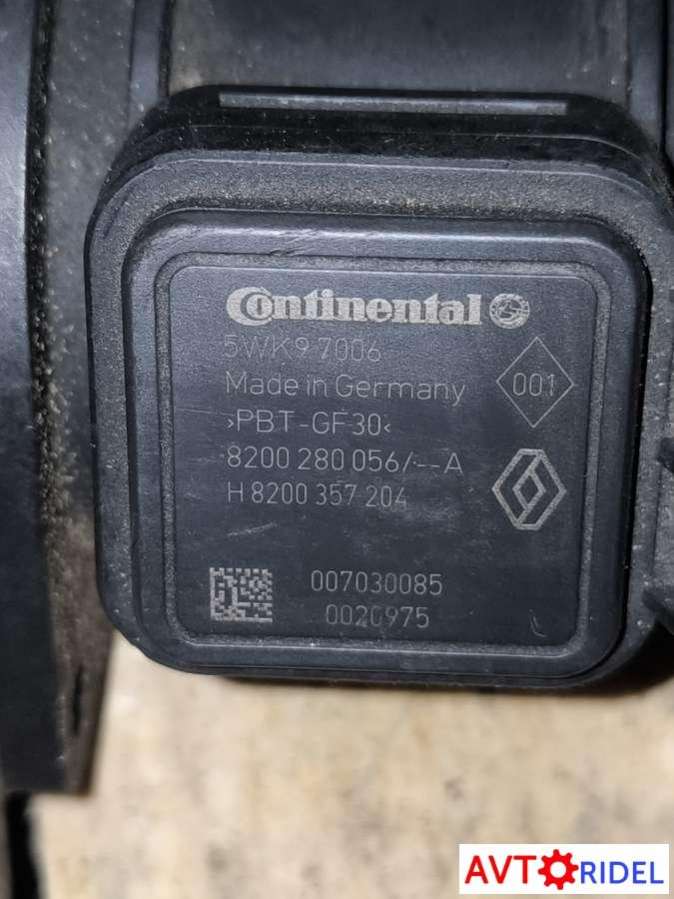 Continental
5WK9 7006
Made in Germany
001
>PBT-GF30<
8200 280 056/--A
H 8200 357 204
007030085
0020975
AVTORIDEL